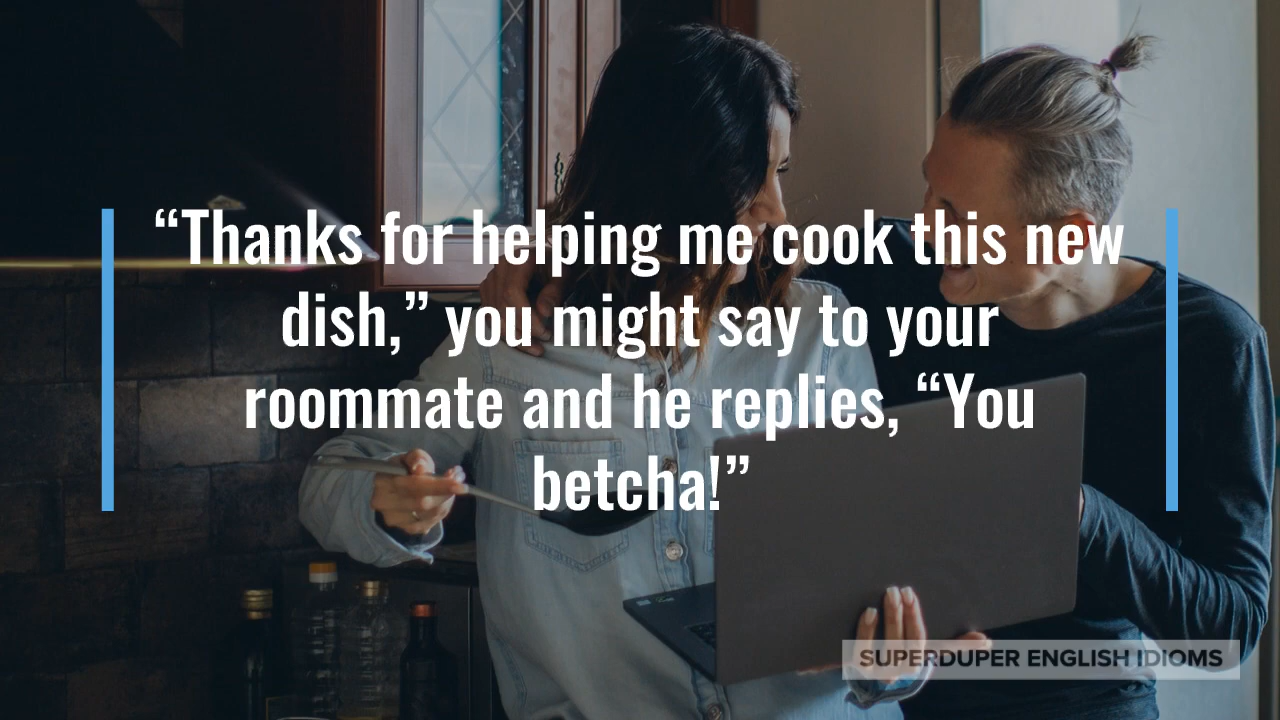 “Thanks for helping me cook this new
dish,” you might say to your
roommate and he replies, “You
betcha!”
SUPERDUPER ENGLISH IDIOMS